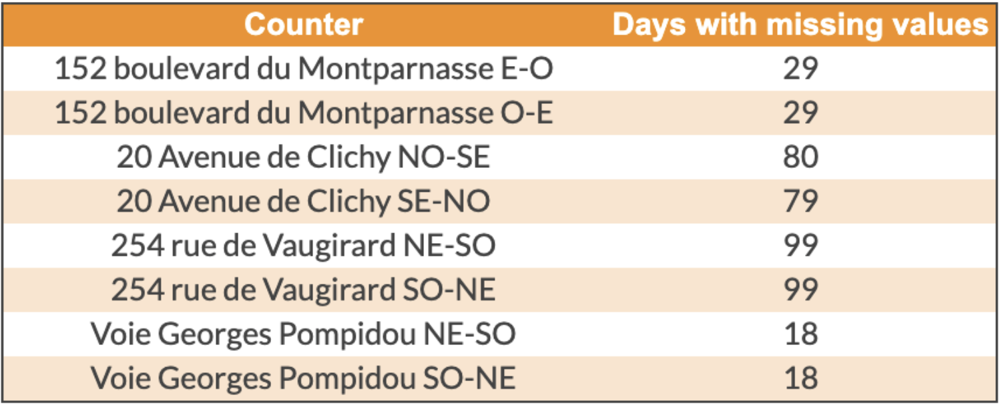 Counter Days with missing values
152 boulevard du Montparnasse E-O 29
152 boulevard du Montparnasse O-E 29
20 Avenue de Clichy NO-SE 80
20 Avenue de Clichy SE-NO 79
254 rue de Vaugirard NE-SO 99
254 rue de Vaugirard SO-NE 99
Voie Georges Pompidou NE-SO 18
Voie Georges Pompidou SO-NE 18